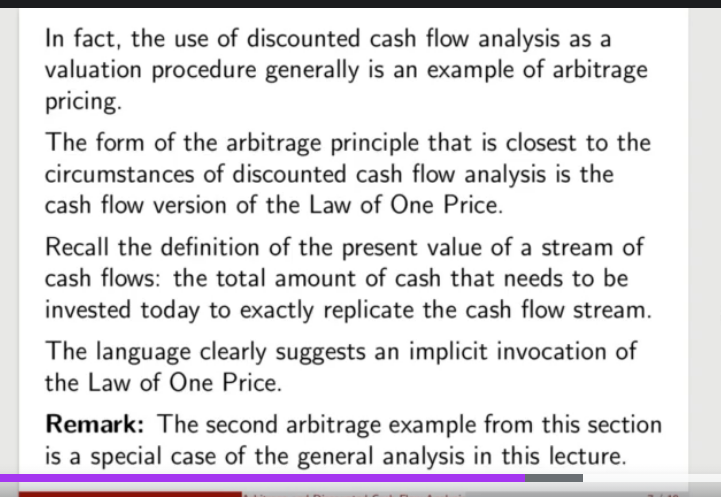 In fact, the use of discounted cash flow analysis as a
valuation procedure generally is an example of arbitrage
pricing.
The form of the arbitrage principle that is closest to the
circumstances of discounted cash flow analysis is the
cash flow version of the Law of One Price.
Recall the definition of the present value of a stream of
cash flows: the total amount of cash that needs to be
invested today to exactly replicate the cash flow stream.
The language clearly suggests an implicit invocation of
the Law of One Price.
Remark: The second arbitrage example from this section
is a special case of the general analysis in this lecture.